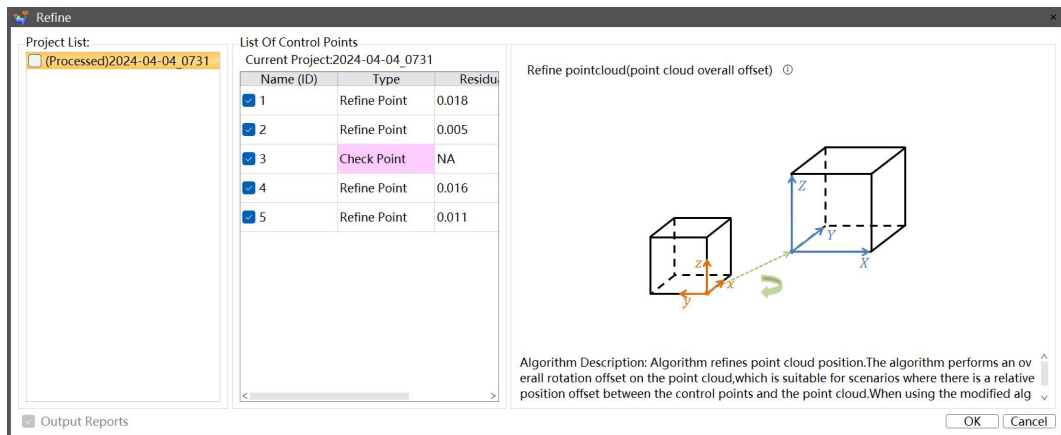 Refine
Project List:
(Processed)2024-04-04_0731
List Of Control Points
Current Project:2024-04-04_0731
Name (ID) Type Residu
1 Refine Point 0.018
2 Refine Point 0.005
3 Check Point NA
4 Refine Point 0.016
5 Refine Point 0.011
Refine pointcloud(point cloud overall offset)
Z
Y
X
z
x
y
Algorithm Description: Algorithm refines point cloud position.The algorithm performs an ov
erall rotation offset on the point cloud,which is suitable for scenarios where there is a relative
position offset between the control points and the point cloud.When using the modified alg
Output Reports
OK Cancel